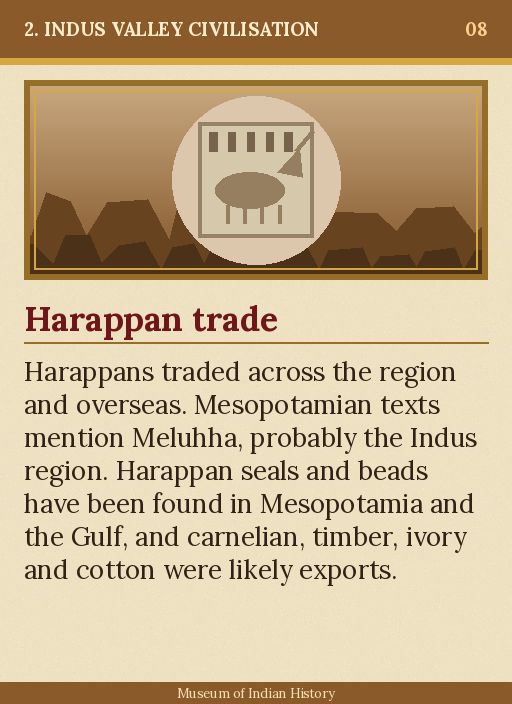 2. INDUS VALLEY CIVILISATION
08
Harappan trade
Harappans traded across the region
and overseas. Mesopotamian texts
mention Meluhha, probably the Indus
region. Harappan seals and beads
have been found in Mesopotamia and
the Gulf, and carnelian, timber, ivory
and cotton were likely exports.
Museum of Indian History